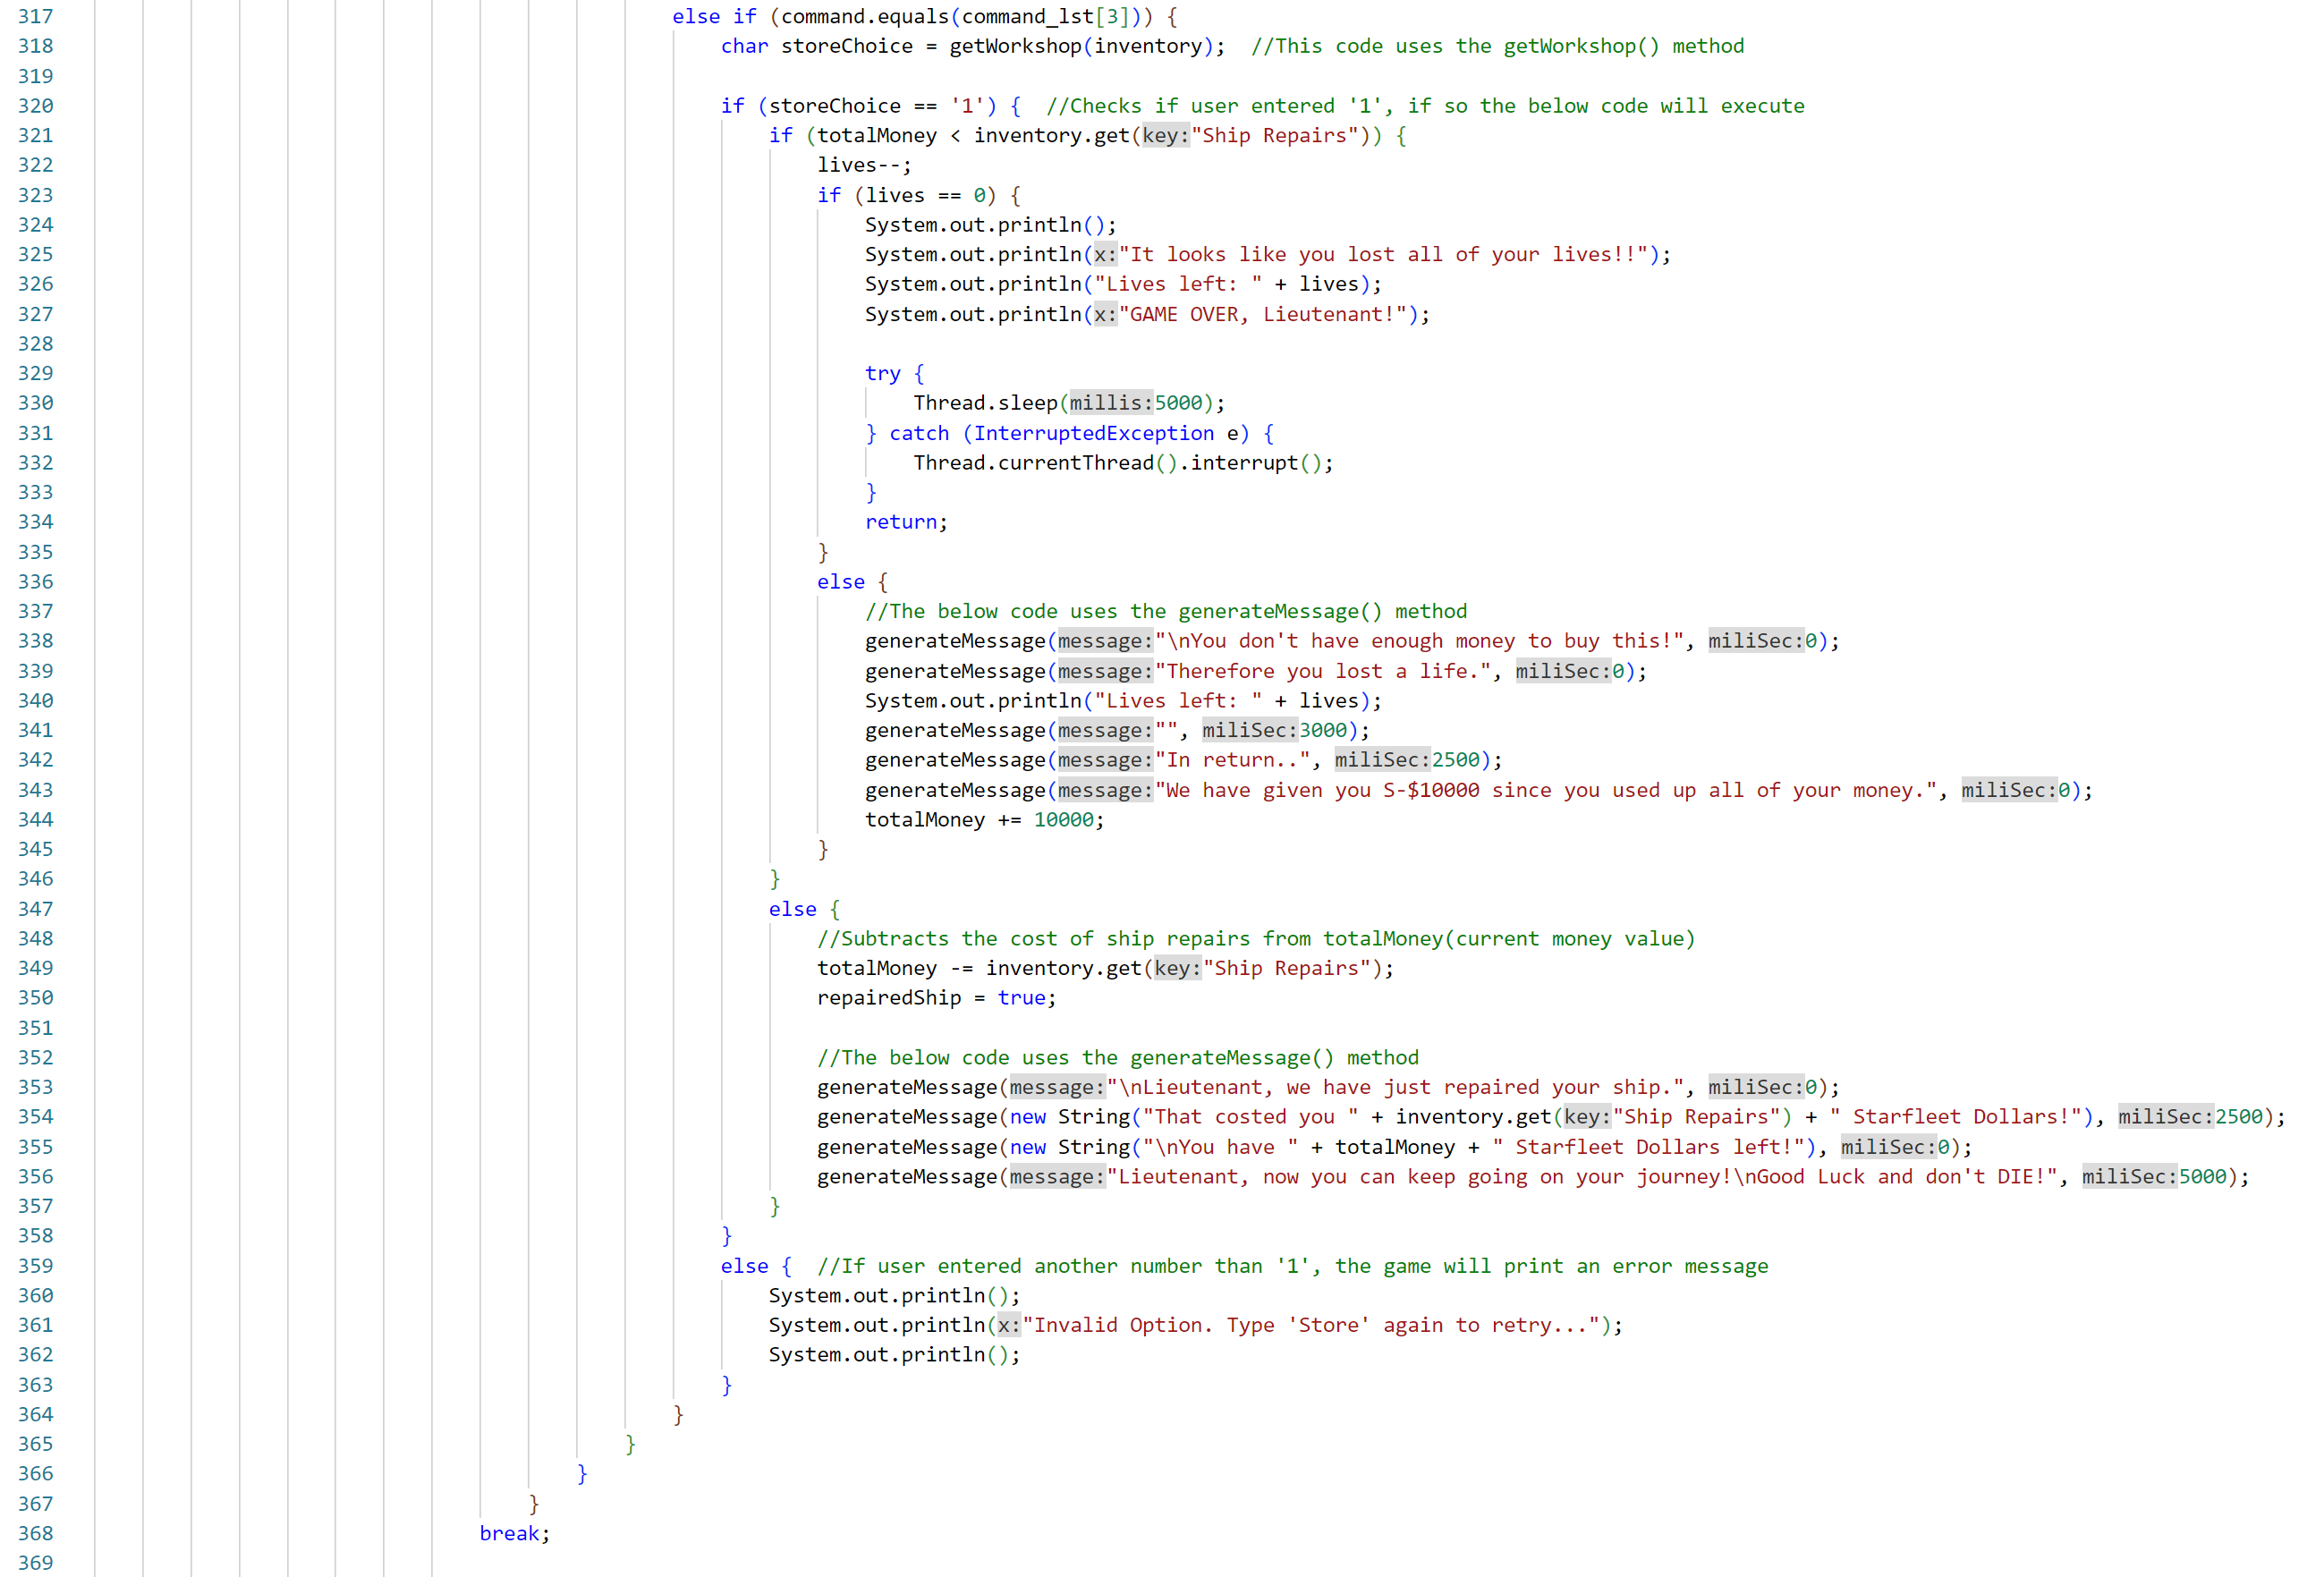 317 else if (command.equals(command_lst[3])) {
318 char storeChoice = getWorkshop(inventory);  //This code uses the getWorkshop() method
319
320 if (storeChoice == '1') {  //Checks if user entered '1', if so the below code will execute
321 if (totalMoney < inventory.get(key:"Ship Repairs")) {
322 lives--;
323 if (lives == 0) {
324 System.out.println();
325 System.out.println(x:"It looks like you lost all of your lives!!");
326 System.out.println("Lives left: " + lives);
327 System.out.println(x:"GAME OVER, Lieutenant!");
328
329 try {
330 Thread.sleep(millis:5000);
331 } catch (InterruptedException e) {
332 Thread.currentThread().interrupt();
333 }
334 return;
335 }
336 else {
337 //The below code uses the generateMessage() method
338 generateMessage(message:"\nYou don't have enough money to buy this!", miliSec:0);
339 generateMessage(message:"Therefore you lost a life.", miliSec:0);
340 System.out.println("Lives left: " + lives);
341 generateMessage(message:"", miliSec:3000);
342 generateMessage(message:"In return..", miliSec:2500);
343 generateMessage(message:"We have given you S-$10000 since you used up all of your money.", miliSec:0);
344 totalMoney += 10000;
345 }
346 }
347 else {
348 //Subtracts the cost of ship repairs from totalMoney(current money value)
349 totalMoney -= inventory.get(key:"Ship Repairs");
350 repairedShip = true;
351
352 //The below code uses the generateMessage() method
353 generateMessage(message:"\nLieutenant, we have just repaired your ship.", miliSec:0);
354 generateMessage(new String("That costed you " + inventory.get(key:"Ship Repairs") + " Starfleet Dollars!"), miliSec:2500);
355 generateMessage(new String("\nYou have " + totalMoney + " Starfleet Dollars left!"), miliSec:0);
356 generateMessage(message:"Lieutenant, now you can keep going on your journey!\nGood Luck and don't DIE!", miliSec:5000);
357 }
358 }
359 else {  //If user entered another number than '1', the game will print an error message
360 System.out.println();
361 System.out.println(x:"Invalid Option. Type 'Store' again to retry...");
362 System.out.println();
363 }
364 }
365 }
366 }
367 }
368 break;
369